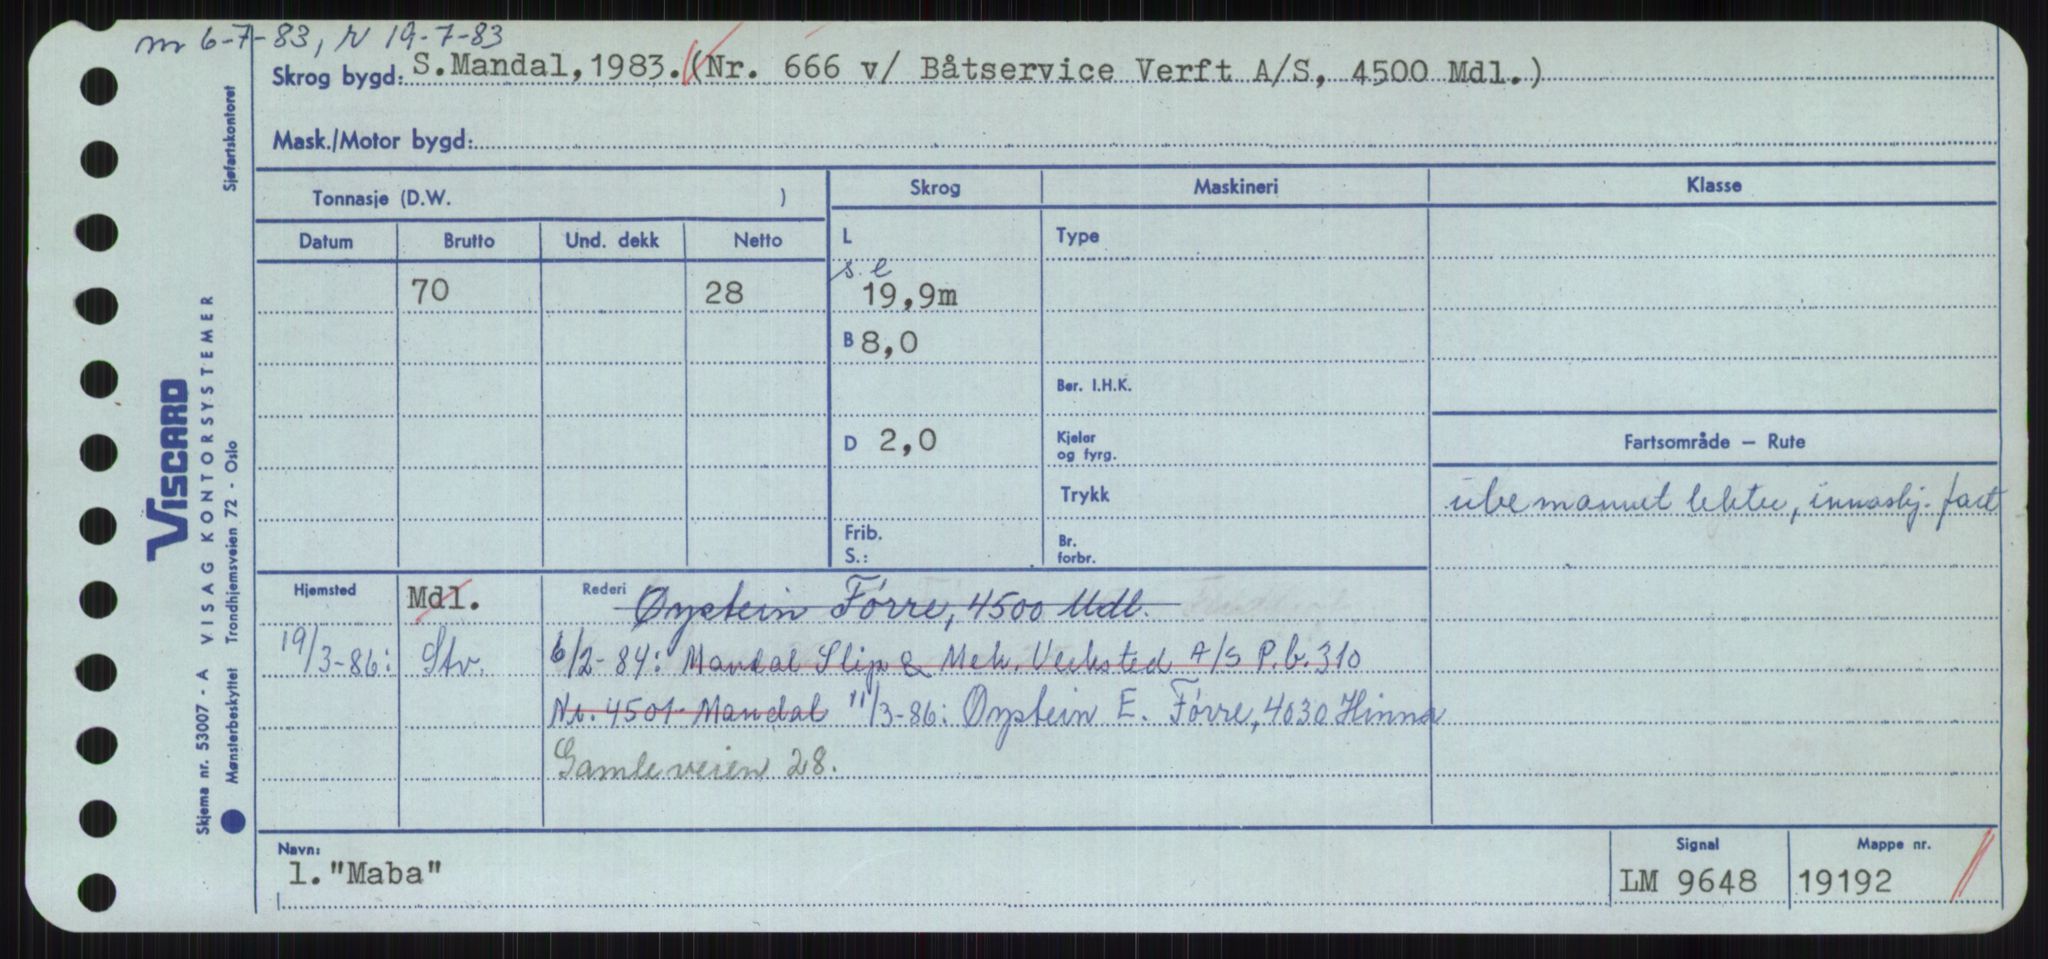 m 6-7-83, r 19-7-83
Skrog bygd: S.Mandal, 1983. (Nr. 666 v/ Båtservice Verft A/S, 4500 Mdl.)
Mask./Motor bygd:
Tonnasje (D.W. )
Skrog Maskineri Klasse
Datum Brutto Und. dekk Netto
L Type
s.l
70 28 19,9m
B 8,0
Ber. I.H.K.
D 2,0 Kjeler og fyrg.
Fartsområde – Rute
Trykk
ubemannet lekter, innaskj. fart
Frib. S.: Br. forbr.
Hjemsted Mdl. Rederi Øystein Førre, 4500 Mdl.
19/3-86: Stv. 6/2-84: Mandal Slip & Mek. Verksted A/S P.b. 310
Nr. 4501 Mandal 11/3-86: Øystein E. Førre, 4030 Hinna
Gamleveien 28.
Navn: Signal Mappe nr.
l."Maba" LM 9648 19192
Sjøfartskontoret
VISCARD
VISAG KONTORSYSTEMER
Trondhjemsveien 72 - Oslo
Skjema nr. 53007 - A
Mønsterbeskyttet